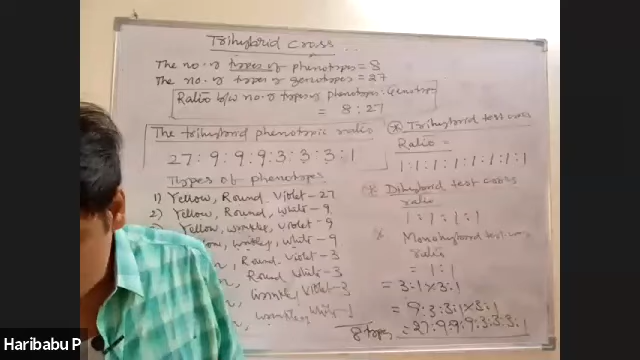 Trihybrid cross
The no. of types of phenotypes = 8
The no. of types of genotypes = 27
Ratio b/w no. of types of phenotypes : Genotype
= 8 : 27
The trihybrid phenotypic ratio
27 : 9 : 9 : 9 : 3 : 3 : 3 : 1
Types of phenotypes
1) Yellow, Round Violet - 27
2) Yellow, Round, White - 9
Yellow, wrinkled, violet - 9
wrinkled, white - 9
Round Violet - 3
Round White - 3
Violet - 3
wrinkled, White - 1
8 types
Trihybrid test cross
Ratio =
1 : 1 : 1 : 1 : 1 : 1 : 1 : 1
Dihybrid test cross
ratio
1 : 1 : 1 : 1
Monohybrid test cross
ratio
= 1 : 1
= 3 : 1 X 3 : 1
= 9 : 3 : 3 : 1 X 3 : 1
= 27 : 9 : 9 : 9 : 3 : 3 : 3 : 1
Haribabu P